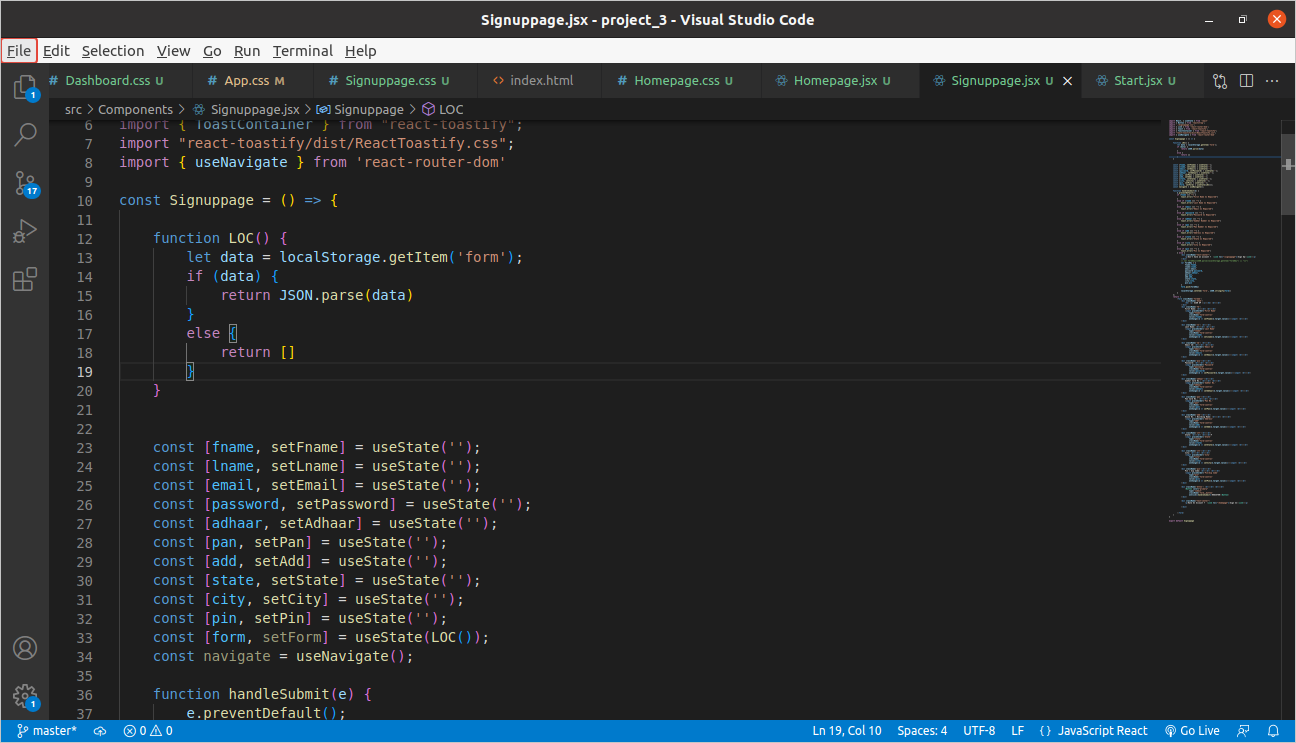 Signuppage.jsx - project_3 - Visual Studio Code
File Edit Selection View Go Run Terminal Help
# Dashboard.css U # App.css M # Signuppage.css U <> index.html # Homepage.css U Homepage.jsx U Signuppage.jsx U Start.jsx U
src > Components > Signuppage.jsx > Signuppage > LOC
6 import { ToastContainer } from "react-toastify";
7 import "react-toastify/dist/ReactToastify.css";
8 import { useNavigate } from 'react-router-dom'
9
10 const Signuppage = () => {
11
12 function LOC() {
13 let data = localStorage.getItem('form');
14 if (data) {
15 return JSON.parse(data)
16 }
17 else {
18 return []
19 }
20 }
21
22
23 const [fname, setFname] = useState('');
24 const [lname, setLname] = useState('');
25 const [email, setEmail] = useState('');
26 const [password, setPassword] = useState('');
27 const [adhaar, setAdhaar] = useState('');
28 const [pan, setPan] = useState('');
29 const [add, setAdd] = useState('');
30 const [state, setState] = useState('');
31 const [city, setCity] = useState('');
32 const [pin, setPin] = useState('');
33 const [form, setForm] = useState(LOC());
34 const navigate = useNavigate();
35
36 function handleSubmit(e) {
37 e.preventDefault();
1
17
1
master* 0 0 Ln 19, Col 10 Spaces: 4 UTF-8 LF {} JavaScript React Go Live